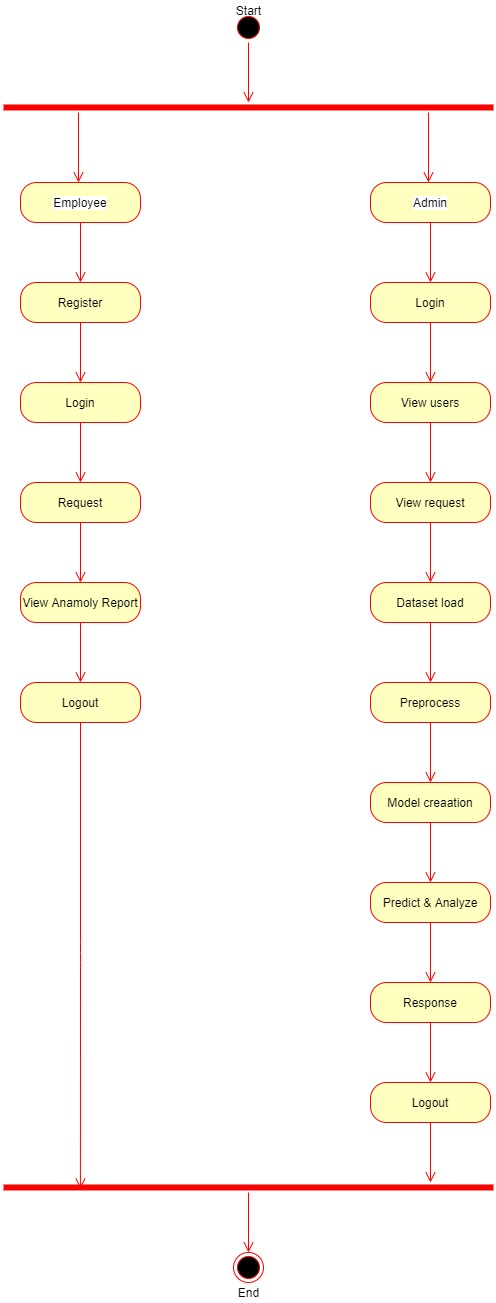 Start
Employee
Register
Login
Request
View Anamoly Report
Logout
Admin
Login
View users
View request
Dataset load
Preprocess
Model creaation
Predict & Analyze
Response
Logout
End